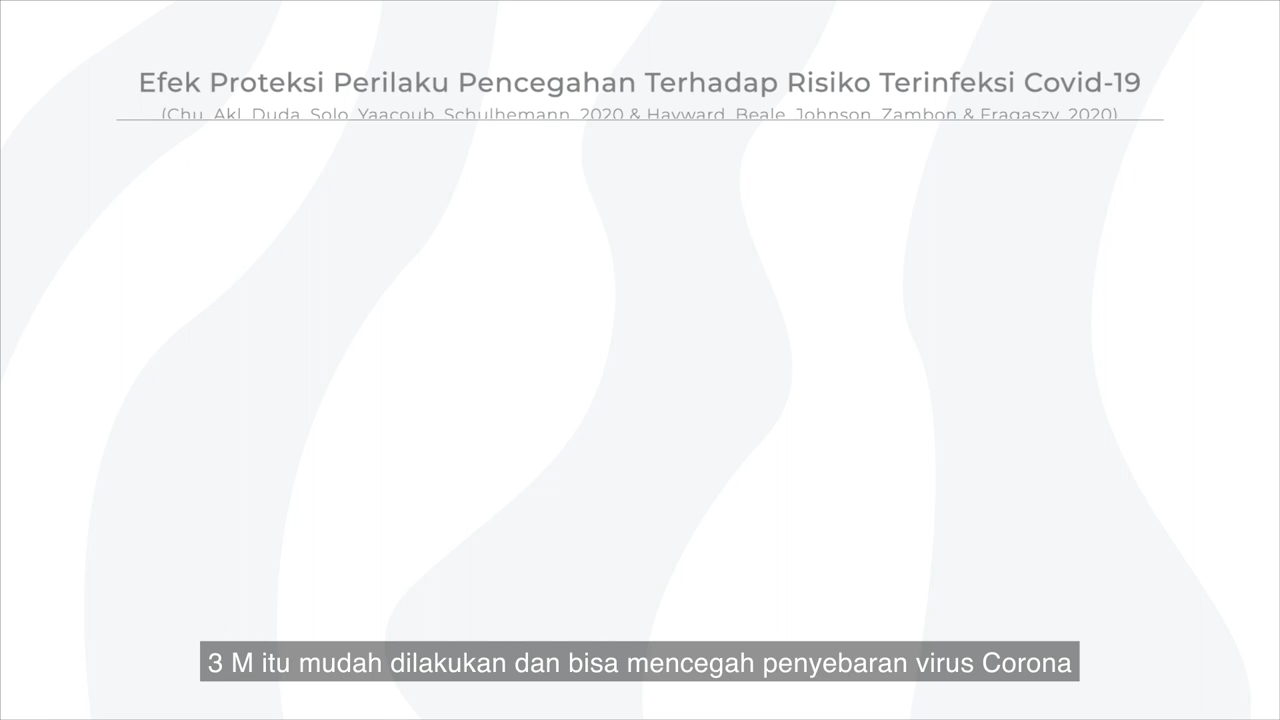 Efek Proteksi Perilaku Pencegahan Terhadap Risiko Terinfeksi Covid-19
(Chu, Akl, Duda, Solo, Yaacoub, Schulhemann, 2020 & Hayward, Beale, Johnson, Zambon & Fragaszy, 2020)
3 M itu mudah dilakukan dan bisa mencegah penyebaran virus Corona